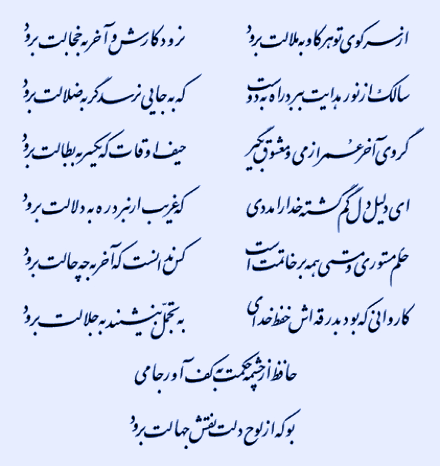 از سر کوی تو هر کاو به ملالت برود نرود کارش و آخر به خجالت برود
سالک از نور هدایت ببرد راه به دوست که به جایی نرسد گر به ضلالت برود
گروی آخر عمر از می و معشوق بگیر حیف اوقات که یکسر به بطالت برود
ای دلیل دل گم گشته خدا را مددی که غریب ار نبرد ره به دلالت برود
حکم مستوری و مستی همه بر خاتمت است کس ندانست که آخر به چه حالت برود
کاروانی که بود بدرقه اش حفظ خدای به تجمل بنشیند به جلالت برود
حافظ از چشمه حکمت به کف آور جامی
بو که از لوح دلت نقش جهالت برود